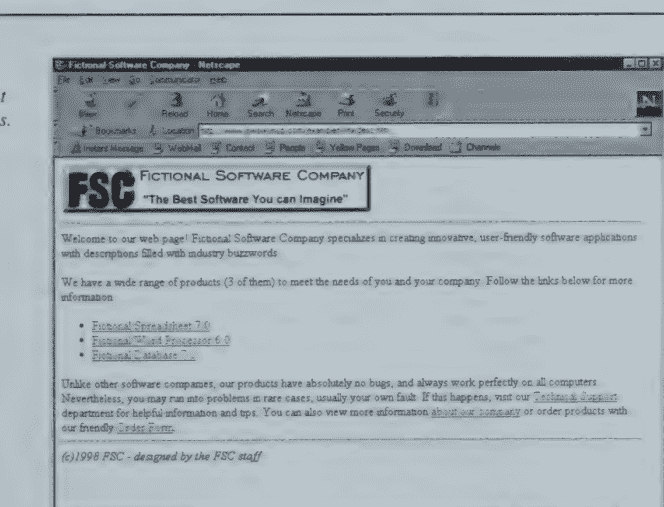 t
s.
Fictional Software Company Netscape
File Edit View Go Communicator Help
Reload Home Search Netscape Print Security
Bookmarks Location
Instant Message WebMail Contact People Yellow Pages Download Channels
FSC FICTIONAL SOFTWARE COMPANY
"The Best Software You can Imagine"
Welcome to our web page! Fictional Software Company specializes in creating innovative, user-friendly software applications
with descriptions filled with industry buzzwords
We have a wide range of products (3 of them) to meet the needs of you and your company. Follow the links below for more
information
• Fictional Spreadsheet 7.0
• Fictional Word Processor 6.0
• Fictional Database
Unlike other software companies, our products have absolutely no bugs, and always work perfectly on all computers
Nevertheless, you may run into problems in rare cases, usually your own fault. If this happens, visit our Technical Support
department for helpful information and tips. You can also view more information about our company or order products with
our friendly Order Form.
(c)1998 FSC - designed by the FSC staff